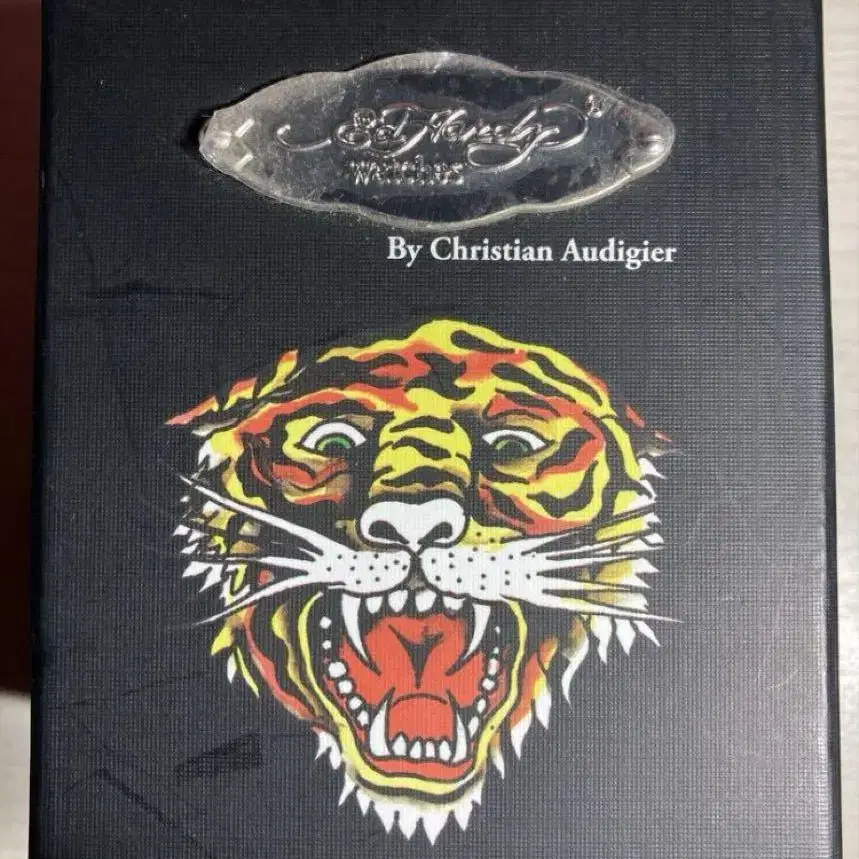 Ed Hardy®
watches
By Christian Audigier